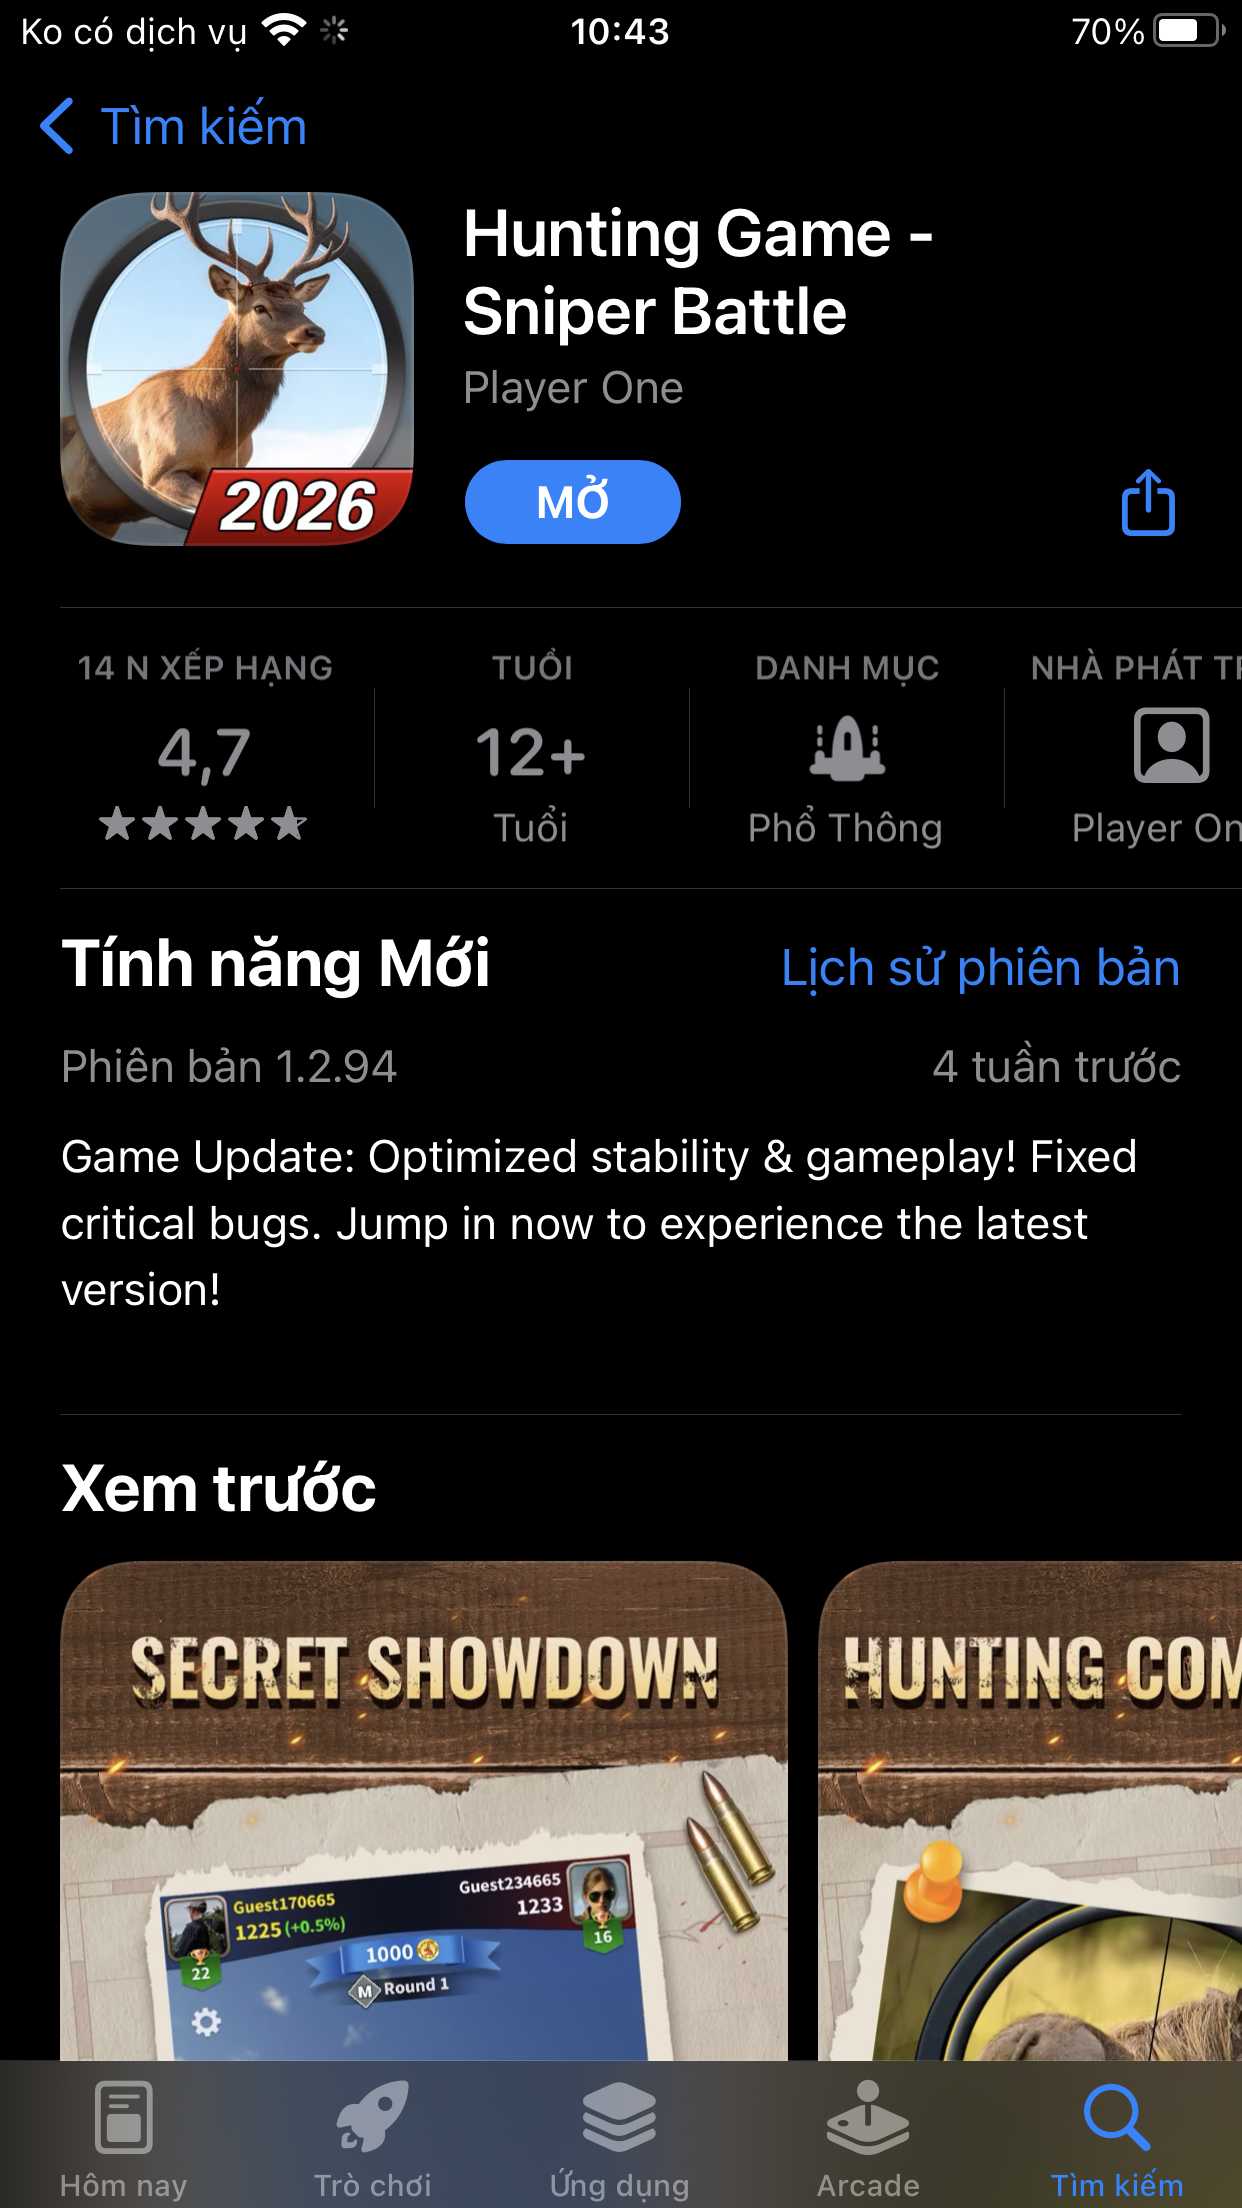 Ko có dịch vụ
10:43
70%
Tìm kiếm
Hunting Game -
Sniper Battle
Player One
2026
MỞ
14 N XẾP HẠNG
4,7
TUỔI
12+
Tuổi
DANH MỤC
Phổ Thông
NHÀ PHÁT TR
Player On
Tính năng Mới
Lịch sử phiên bản
Phiên bản 1.2.94
4 tuần trước
Game Update: Optimized stability & gameplay! Fixed
critical bugs. Jump in now to experience the latest
version!
Xem trước
SECRET SHOWDOWN
Guest170665
1225 (+0.5%)
22
Guest234665
1233
16
1000
M Round 1
HUNTING COM
Hôm nay
Trò chơi
Ứng dụng
Arcade
Tìm kiếm